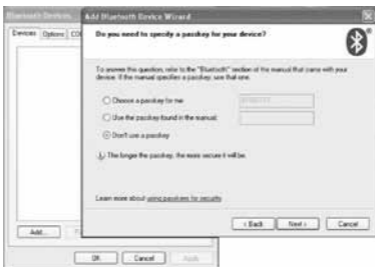 Bluetooth Devices
Add Bluetooth Device Wizard
Devices Options
Do you need to specify a passkey for your device?
To answer this question, refer to the "Bluetooth" section of the manual that came with your
device. If the manual specifies a passkey, use that one.
Choose a passkey for me
Use the passkey found in the manual:
Don't use a passkey
The longer the passkey, the more secure it will be.
Learn more about using passkeys for security.
< Back Next > Cancel
Add...
OK Cancel Apply